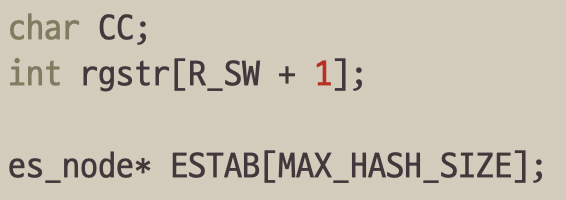 char CC;
int rgstr[R_SW + 1];
es_node* ESTAB[MAX_HASH_SIZE];